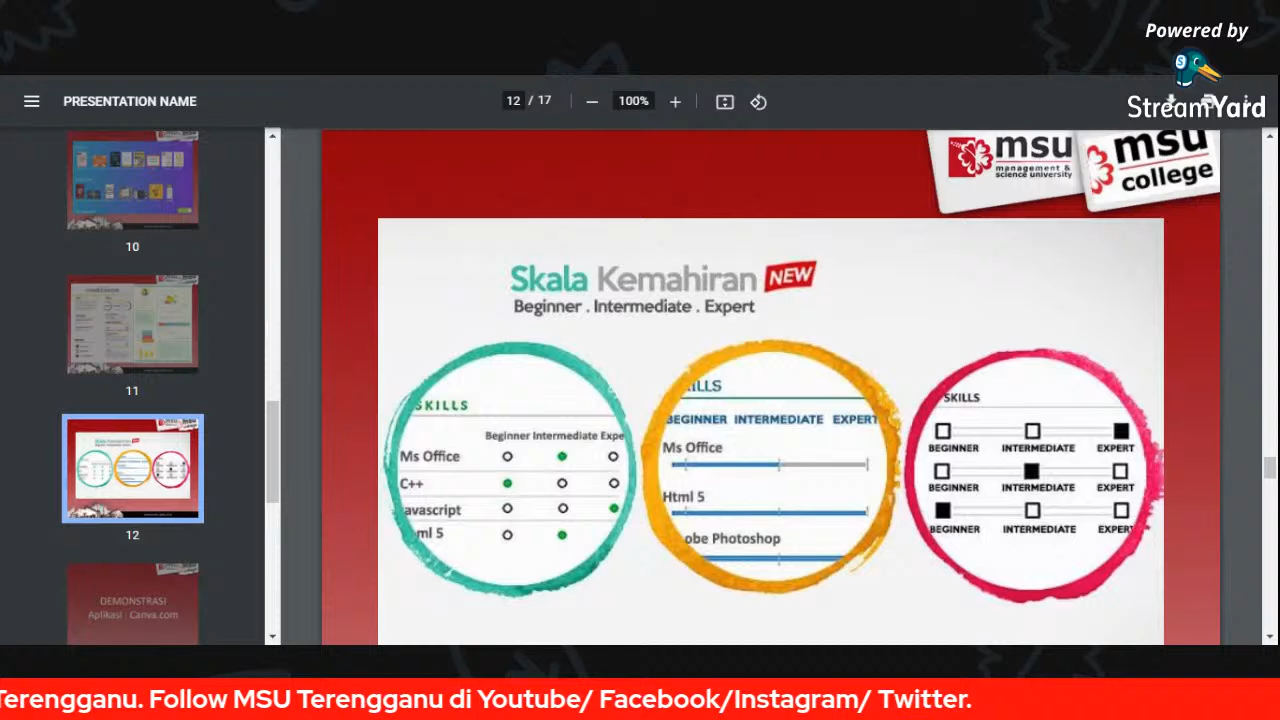 Powered by
StreamYard
PRESENTATION NAME
12 / 17
100%
msu
management &
science university
msu
college
10
11
12
DEMONSTRASI
Aplikasi : Canva.com
Skala Kemahiran NEW
Beginner . Intermediate . Expert
SKILLS
Beginner Intermediate Expe
Ms Office
C++
avascript
ml 5
ILLS
BEGINNER INTERMEDIATE EXPERT
Ms Office
Html 5
obe Photoshop
SKILLS
BEGINNER INTERMEDIATE EXPERT
BEGINNER INTERMEDIATE EXPERT
BEGINNER INTERMEDIATE EXPERT
Terengganu. Follow MSU Terengganu di Youtube/ Facebook/Instagram/ Twitter.